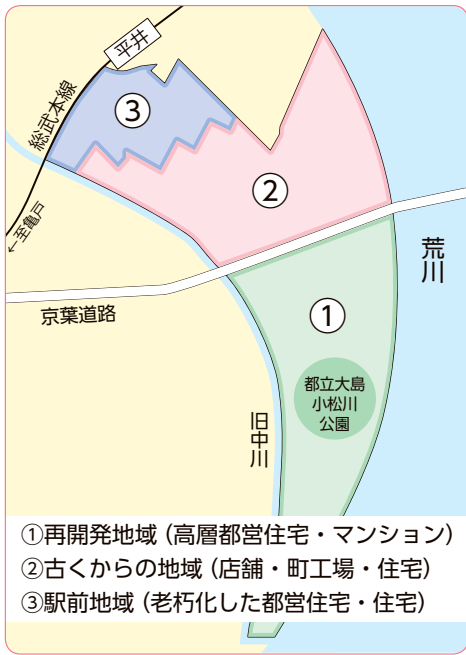 平井
総武本線
←至亀戸
③
②
①
荒川
京葉道路
都立大島
小松川
公園
旧中川
①再開発地域（高層都営住宅・マンション）
②古くからの地域（店舗・町工場・住宅）
③駅前地域（老朽化した都営住宅・住宅）